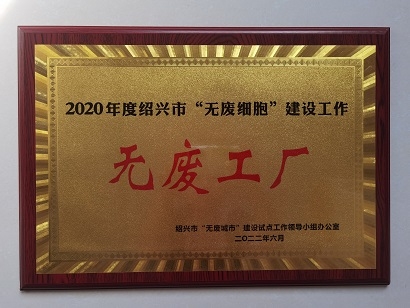 2020年度绍兴市“无废细胞”建设工作
无废工厂
绍兴市“无废城市”建设试点工作领导小组办公室
二〇二二年六月